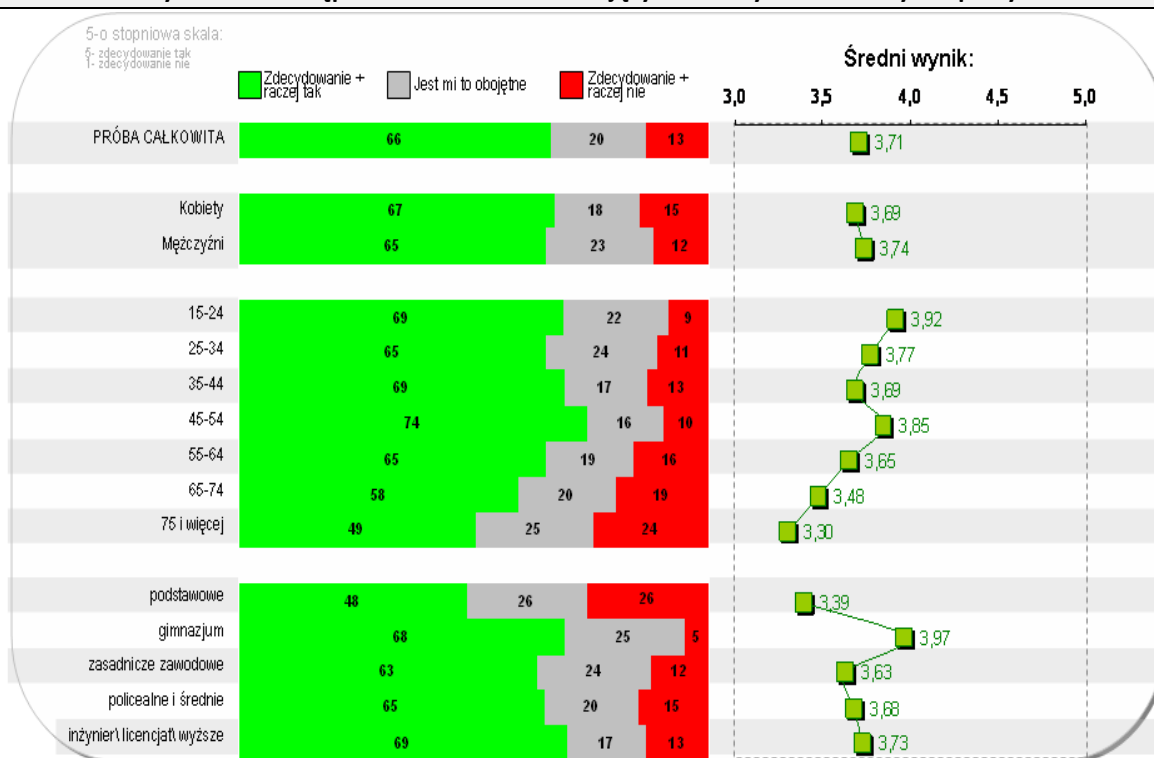 5-o stopniowa skala:
5- zdecydowanie tak
1- zdecydowanie nie
Zdecydowanie +
raczej tak
Jest mi to obojętne
Zdecydowanie +
raczej nie
Średni wynik:
3,0 3,5 4,0 4,5 5,0
PRÓBA CAŁKOWITA 66 20 13 3,71
Kobiety 67 18 15 3,69
Mężczyźni 65 23 12 3,74
15-24 69 22 9 3,92
25-34 65 24 11 3,77
35-44 69 17 13 3,69
45-54 74 16 10 3,85
55-64 65 19 16 3,65
65-74 58 20 19 3,48
75 i więcej 49 25 24 3,30
podstawowe 48 26 26 3,39
gimnazjum 68 25 5 3,97
zasadnicze zawodowe 63 24 12 3,63
policealne i średnie 65 20 15 3,68
inżynier\ licencjat\ wyższe 69 17 13 3,73